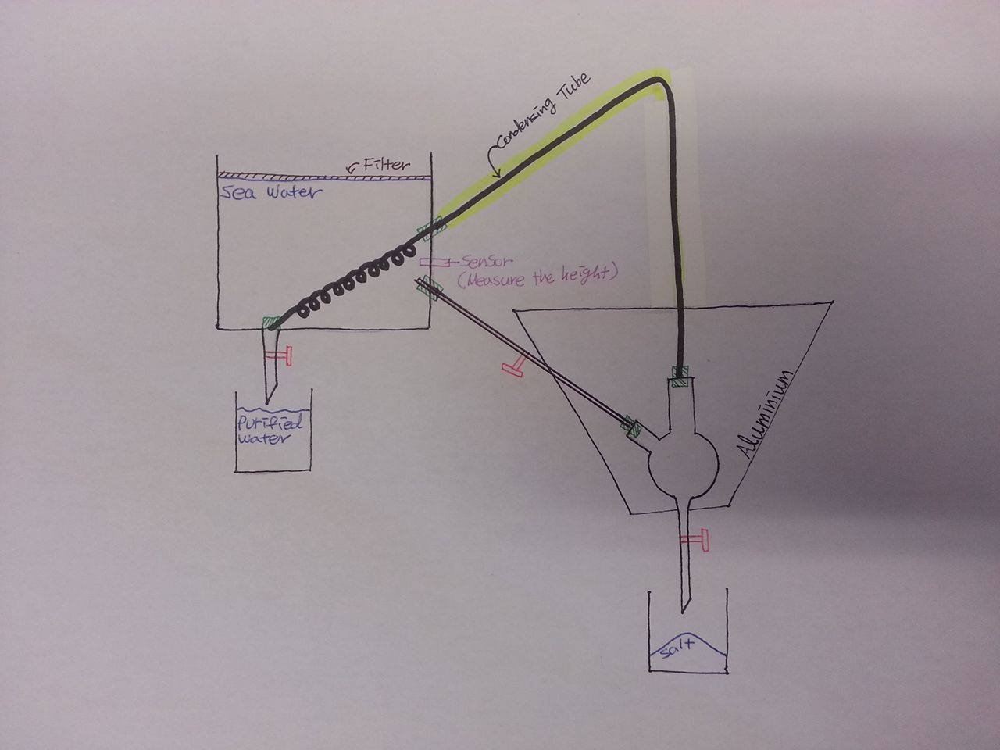 Condensing Tube
Filter
Sea Water
Sensor
(Measure the height)
Aluminium
Purified
water
Salt